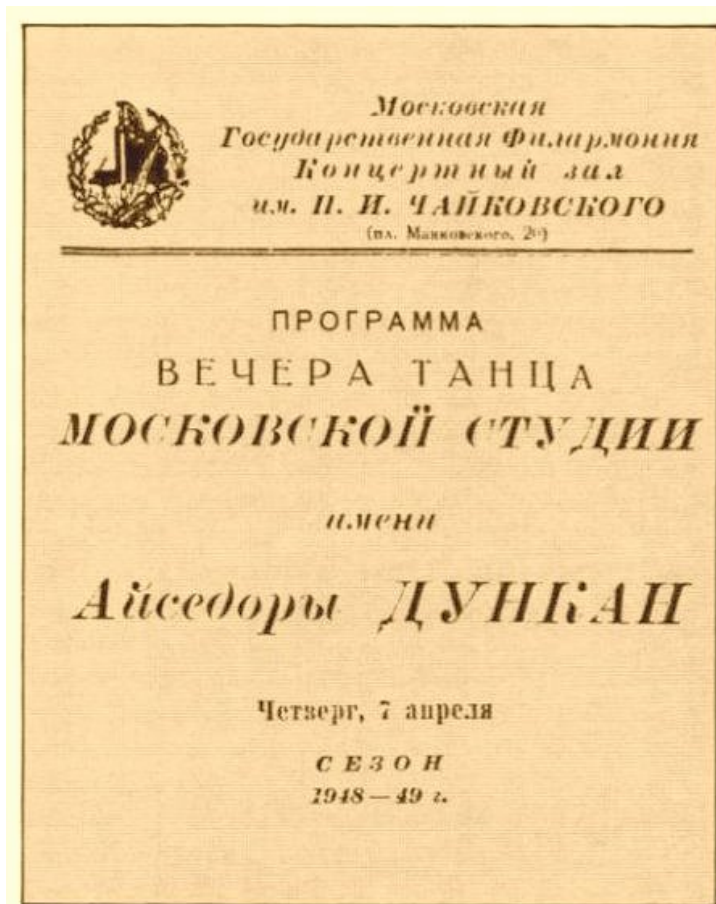 Московская
Государственная Филармония
Концертный зал
им. П. И. ЧАЙКОВСКОГО
(пл. Маяковского, 20)
ПРОГРАММА
ВЕЧЕРА ТАНЦА
МОСКОВСКОЙ СТУДИИ
имени
Айседоры ДУНКАН
Четверг, 7 апреля
СЕЗОН
1948—49 г.